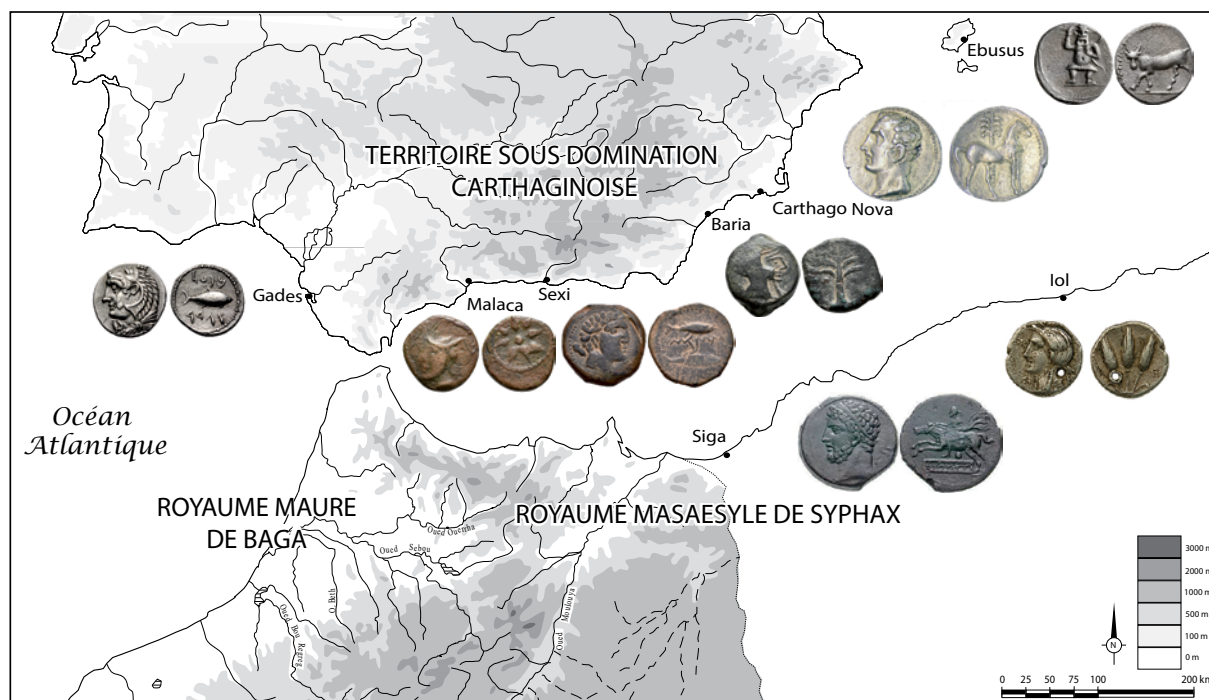 Ebusus
TERRITOIRE SOUS DOMINATION
CARTHAGINOISE
Carthago Nova
Baria
Gades
Malaca
Sexi
Iol
Océan
Atlantique
Siga
ROYAUME MAURE
DE BAGA
ROYAUME MASAESYLE DE SYPHAX
Oued Sebou
O. Beth
Oued Bou Regreg
Oued Moulouya
3000 m
2000 m
1000 m
500 m
100 m
0 m
N
0 25 50 75 100 200 km